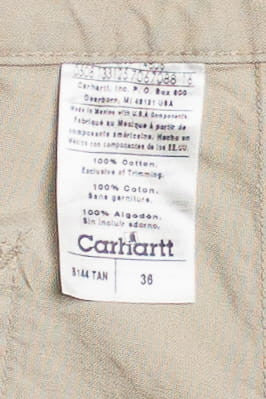 Carhartt, Inc. P.O. Box 600
Dearborn, MI 48121 USA
Made in Mexico with U.S.A Components
Fabriqué au Mexique à partir de
composants américains. Hecho en
México con componentes de los EE.UU.
100% Cotton.
Exclusive of Trimming.
100% Coton.
Sans garniture.
100% Algodon.
Sin incluir adorno.
Carhartt
B144 TAN 36